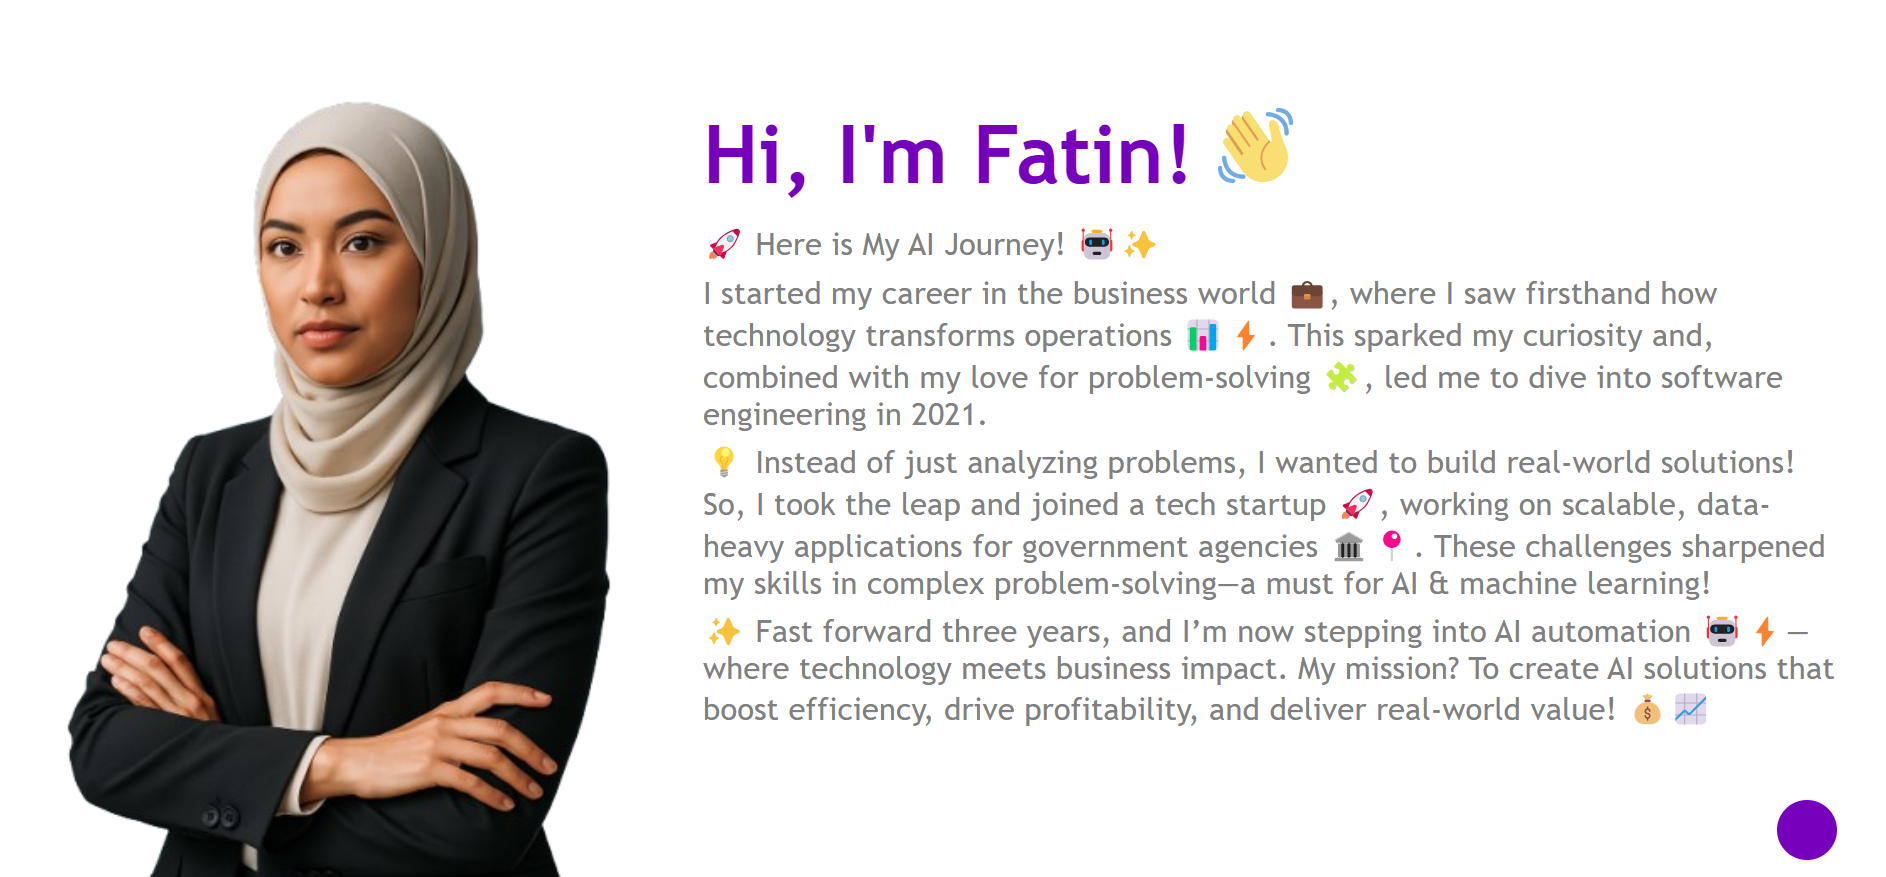 Hi, I'm Fatin! 👋
🚀 Here is My AI Journey! 🤖✨
I started my career in the business world 💼, where I saw firsthand how
technology transforms operations 📊⚡. This sparked my curiosity and,
combined with my love for problem-solving 🧩, led me to dive into software
engineering in 2021.
💡 Instead of just analyzing problems, I wanted to build real-world solutions!
So, I took the leap and joined a tech startup 🚀, working on scalable, data-
heavy applications for government agencies 🏛️📍. These challenges sharpened
my skills in complex problem-solving—a must for AI & machine learning!
✨ Fast forward three years, and I’m now stepping into AI automation 🤖⚡—
where technology meets business impact. My mission? To create AI solutions that
boost efficiency, drive profitability, and deliver real-world value! 💰📈